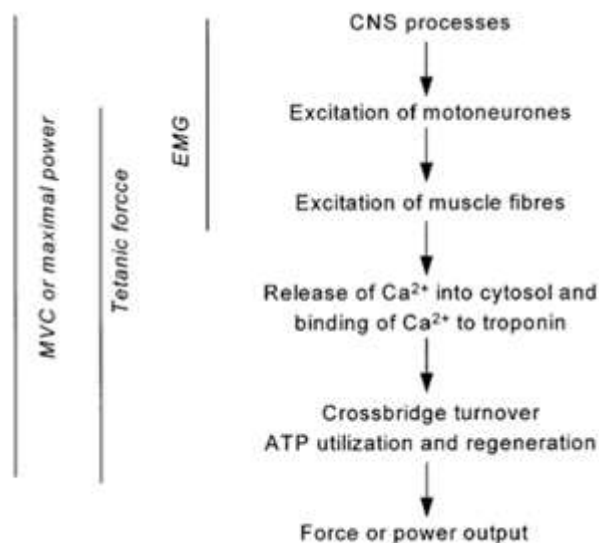 CNS processes
Excitation of motoneurones
Excitation of muscle fibres
Release of Ca²⁺ into cytosol and
binding of Ca²⁺ to troponin
Crossbridge turnover
ATP utilization and regeneration
Force or power output
MVC or maximal power
Tetanic forcce
EMG